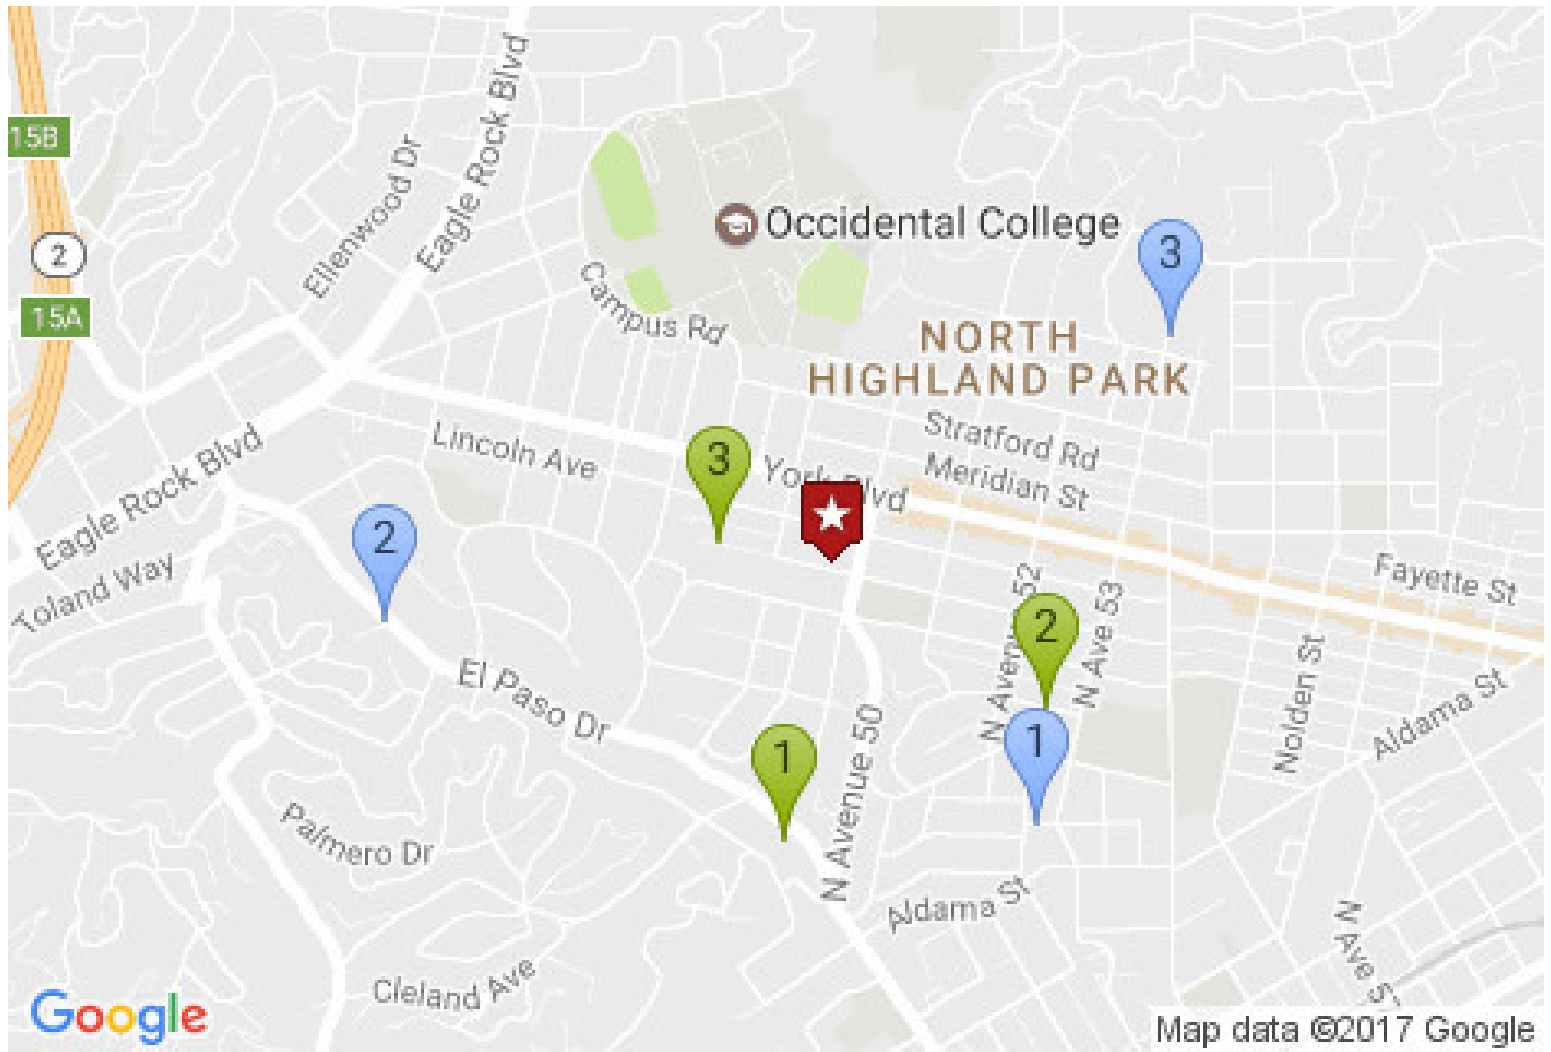 15B
Eagle Rock Blvd
Ellenwood Dr
2
Occidental College
3
15A
Campus Rd
NORTH
HIGHLAND PARK
Lincoln Ave
Stratford Rd
3
York Blvd
Meridian St
Eagle Rock Blvd
2
Toland Way
Fayette St
N Avenue 52
N Ave 53
2
El Paso Dr
Nolden St
Aldama St
1
1
N Avenue 50
Palmero Dr
Aldama St
N Ave 5
Cleland Ave
Google
Map data ©2017 Google